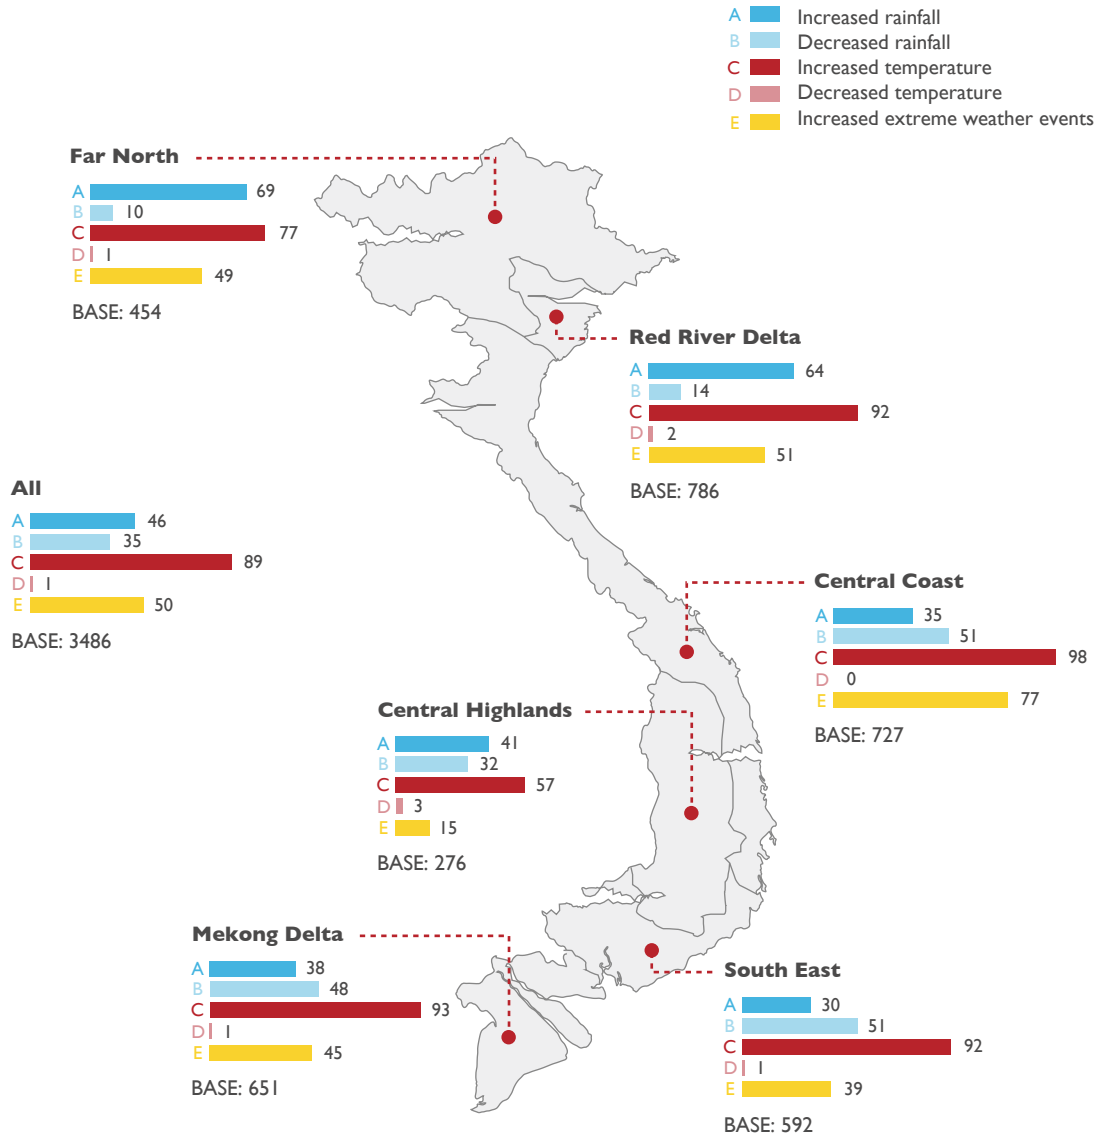 A Increased rainfall
B Decreased rainfall
C Increased temperature
D Decreased temperature
E Increased extreme weather events
Far North
A 69
B 10
C 77
D 1
E 49
BASE: 454
Red River Delta
A 64
B 14
C 92
D 2
E 51
BASE: 786
All
A 46
B 35
C 89
D 1
E 50
BASE: 3486
Central Coast
A 35
B 51
C 98
D 0
E 77
BASE: 727
Central Highlands
A 41
B 32
C 57
D 3
E 15
BASE: 276
Mekong Delta
A 38
B 48
C 93
D 1
E 45
BASE: 651
South East
A 30
B 51
C 92
D 1
E 39
BASE: 592